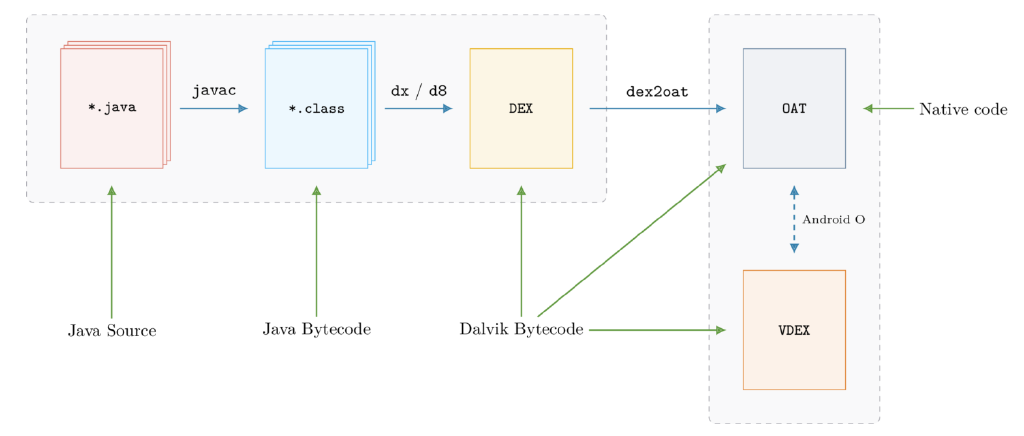 javac
dx / d8
dex2oat
*.java
*.class
DEX
OAT
Native code
Android O
Java Source
Java Bytecode
Dalvik Bytecode
VDEX